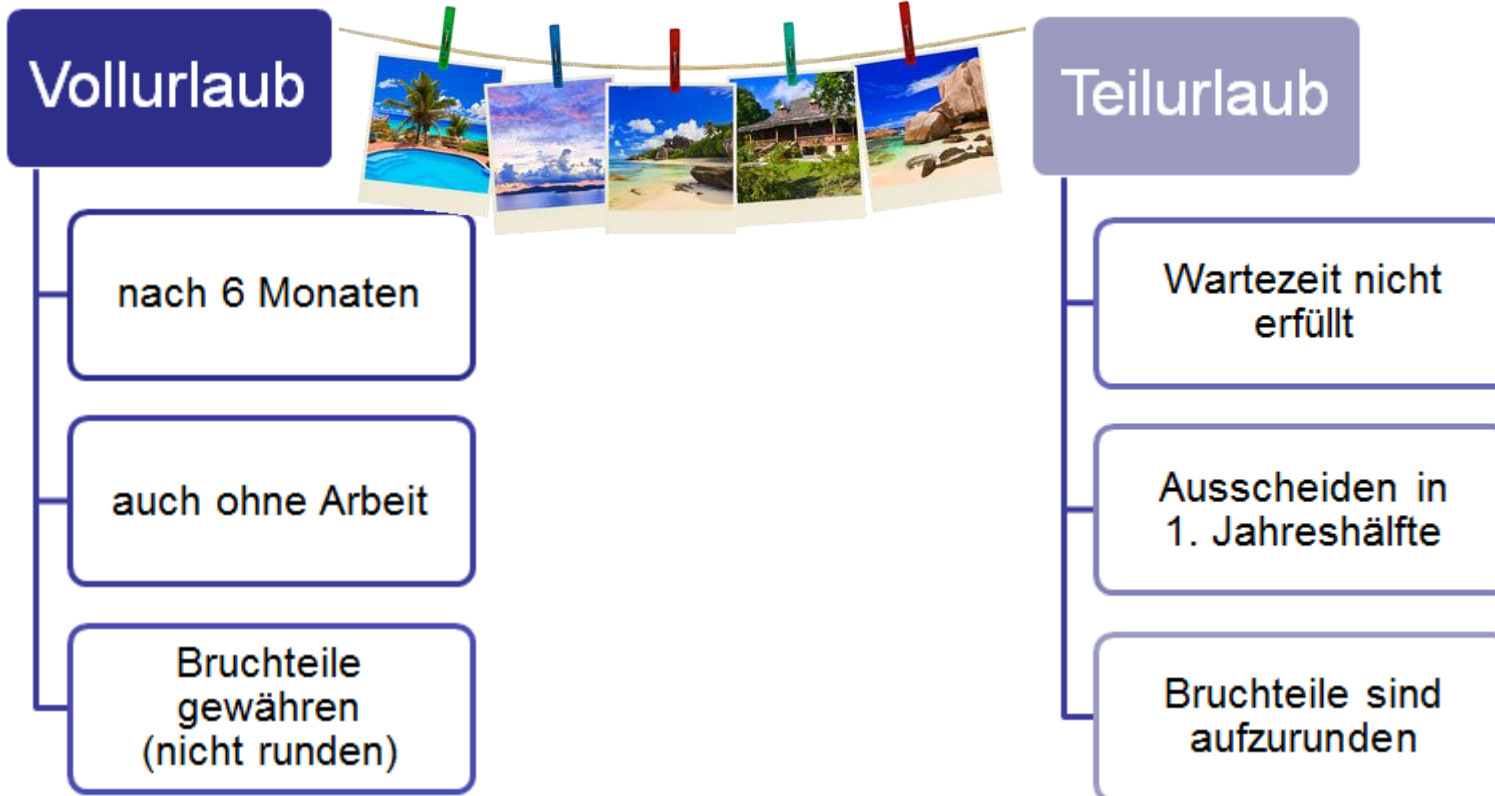 Vollurlaub
nach 6 Monaten
auch ohne Arbeit
Bruchteile
gewähren
(nicht runden)
Teilurlaub
Wartezeit nicht
erfüllt
Ausscheiden in
1. Jahreshälfte
Bruchteile sind
aufzurunden